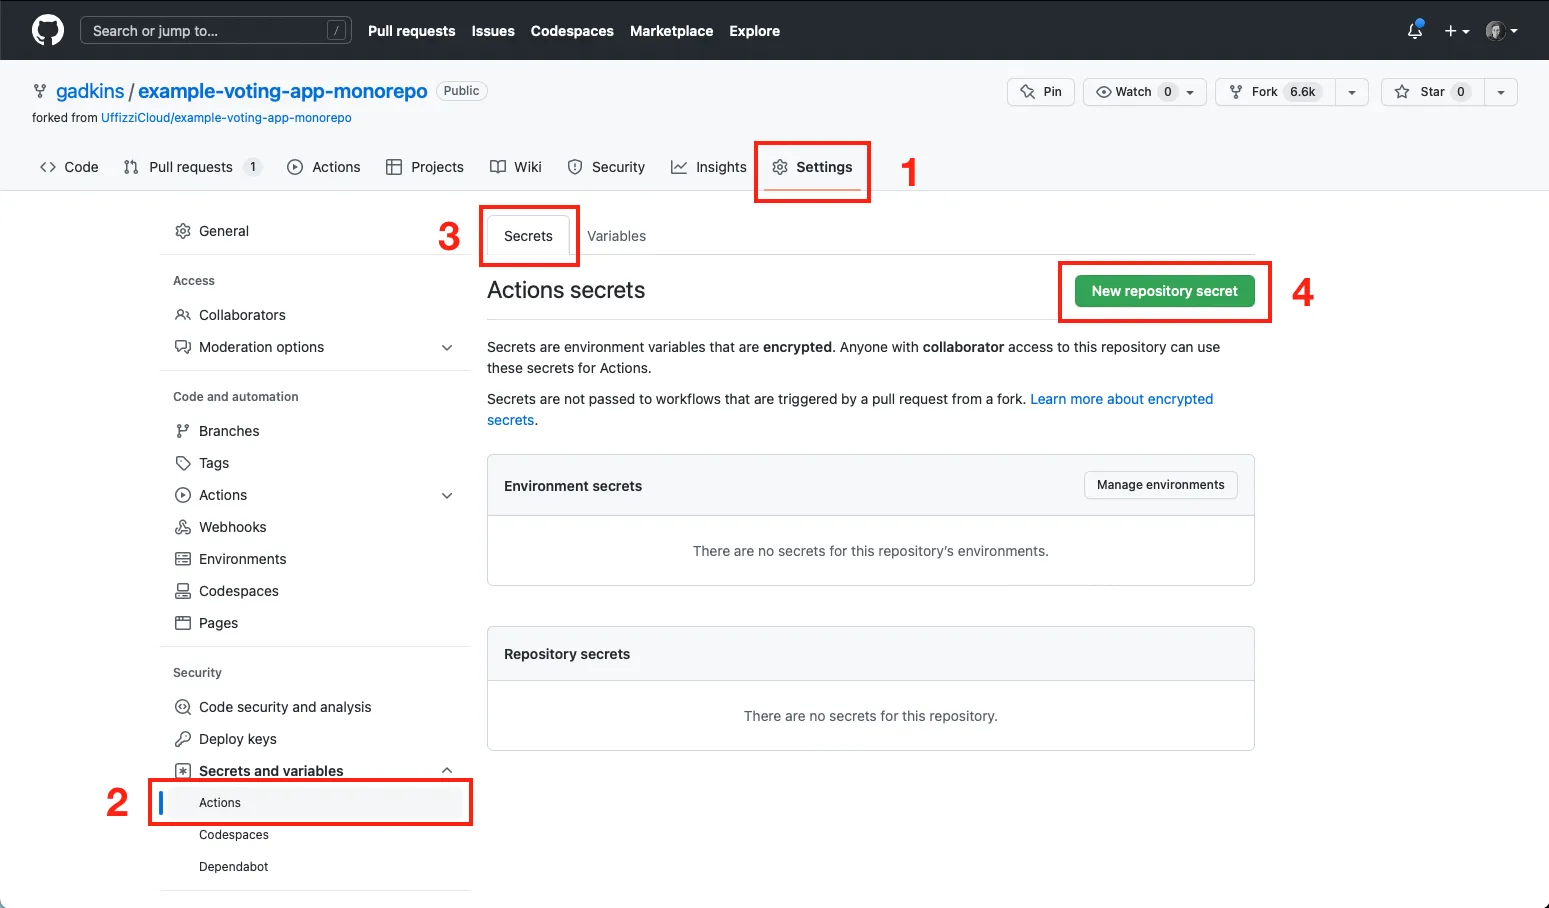 Search or jump to... /
Pull requests Issues Codespaces Marketplace Explore
gadkins / example-voting-app-monorepo Public
Pin Watch 0 Fork 6.6k Star 0
forked from UffizziCloud/example-voting-app-monorepo
Code Pull requests 1 Actions Projects Wiki Security Insights Settings 1
General
Access
Collaborators
Moderation options
Code and automation
Branches
Tags
Actions
Webhooks
Environments
Codespaces
Pages
Security
Code security and analysis
Deploy keys
Secrets and variables
2 Actions
Codespaces
Dependabot
3 Secrets Variables
Actions secrets
New repository secret 4
Secrets are environment variables that are encrypted. Anyone with collaborator access to this repository can use
these secrets for Actions.
Secrets are not passed to workflows that are triggered by a pull request from a fork. Learn more about encrypted
secrets.
Environment secrets Manage environments
There are no secrets for this repository's environments.
Repository secrets
There are no secrets for this repository.